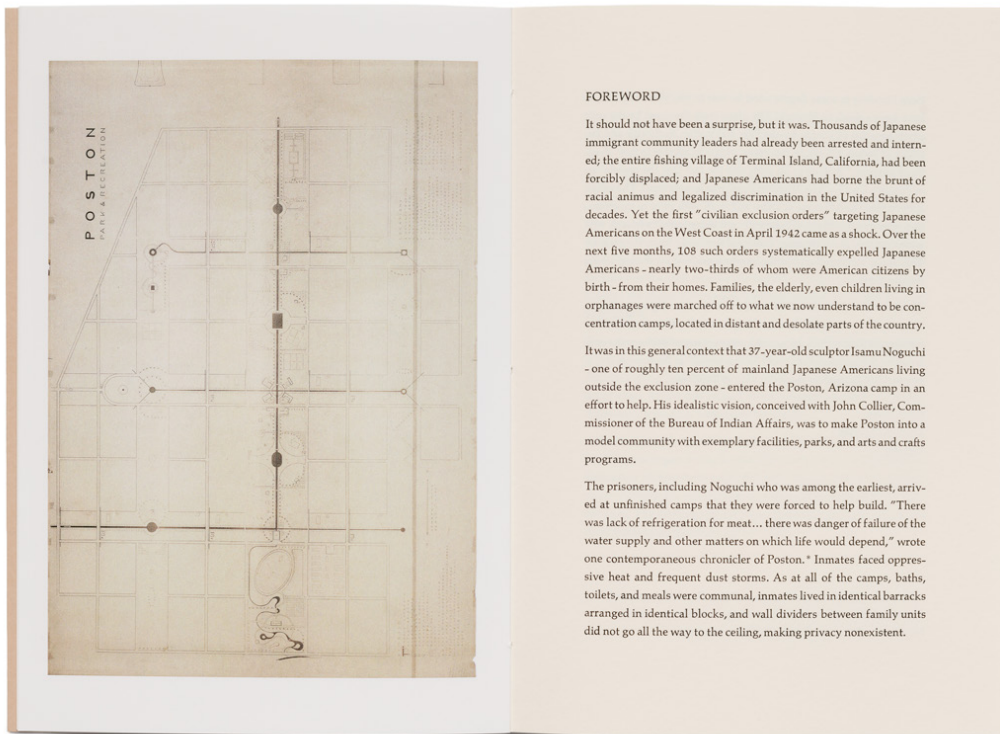 POSTON
PARK & RECREATION
FOREWORD
It should not have been a surprise, but it was. Thousands of Japanese
immigrant community leaders had already been arrested and intern-
ed; the entire fishing village of Terminal Island, California, had been
forcibly displaced; and Japanese Americans had borne the brunt of
racial animus and legalized discrimination in the United States for
decades. Yet the first "civilian exclusion orders" targeting Japanese
Americans on the West Coast in April 1942 came as a shock. Over the
next five months, 108 such orders systematically expelled Japanese
Americans - nearly two-thirds of whom were American citizens by
birth - from their homes. Families, the elderly, even children living in
orphanages were marched off to what we now understand to be con-
centration camps, located in distant and desolate parts of the country.
It was in this general context that 37-year-old sculptor Isamu Noguchi
- one of roughly ten percent of mainland Japanese Americans living
outside the exclusion zone - entered the Poston, Arizona camp in an
effort to help. His idealistic vision, conceived with John Collier, Com-
missioner of the Bureau of Indian Affairs, was to make Poston into a
model community with exemplary facilities, parks, and arts and crafts
programs.
The prisoners, including Noguchi who was among the earliest, arriv-
ed at unfinished camps that they were forced to help build. "There
was lack of refrigeration for meat... there was danger of failure of the
water supply and other matters on which life would depend," wrote
one contemporaneous chronicler of Poston.* Inmates faced oppres-
sive heat and frequent dust storms. As at all of the camps, baths,
toilets, and meals were communal, inmates lived in identical barracks
arranged in identical blocks, and wall dividers between family units
did not go all the way to the ceiling, making privacy nonexistent.